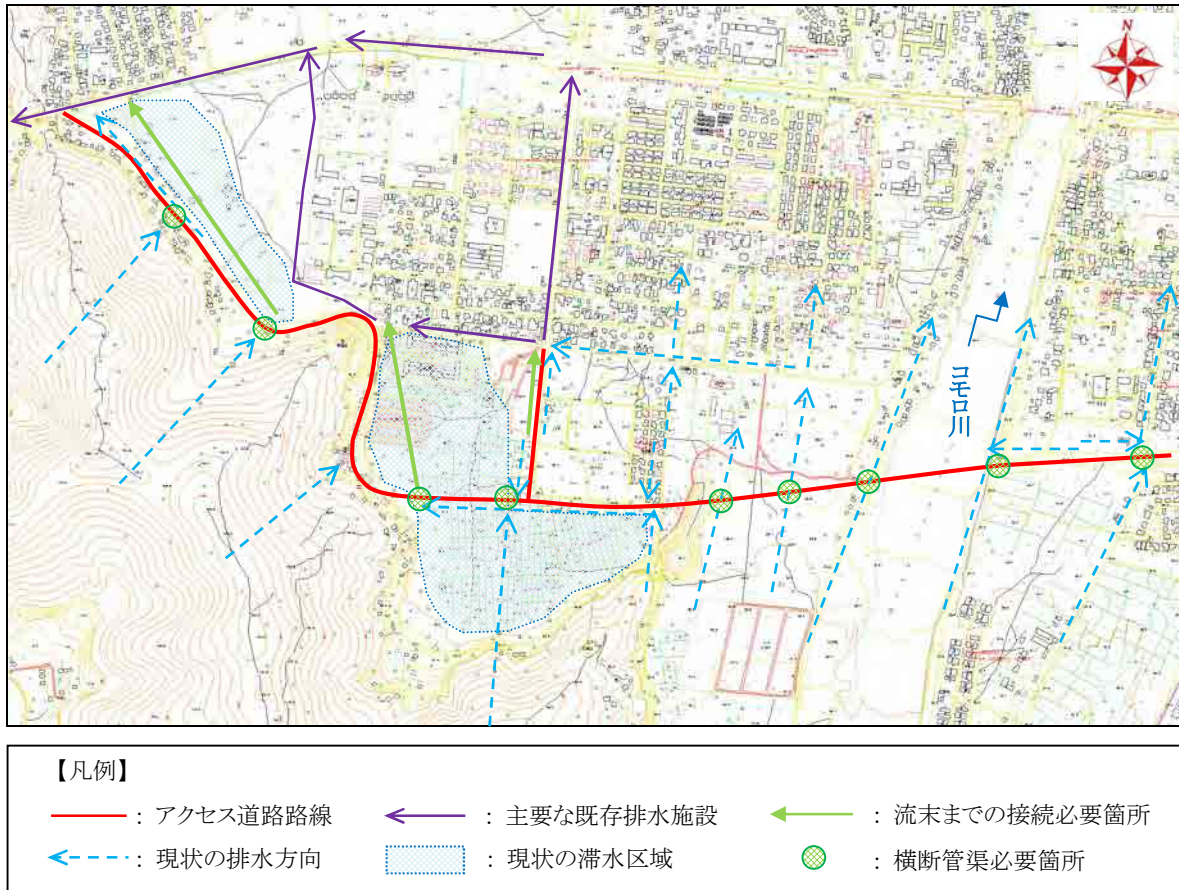 N
コモロ川
【凡例】
: アクセス道路路線
: 主要な既存排水施設
: 流末までの接続必要箇所
: 現状の排水方向
: 現状の滞水区域
: 横断管渠必要箇所